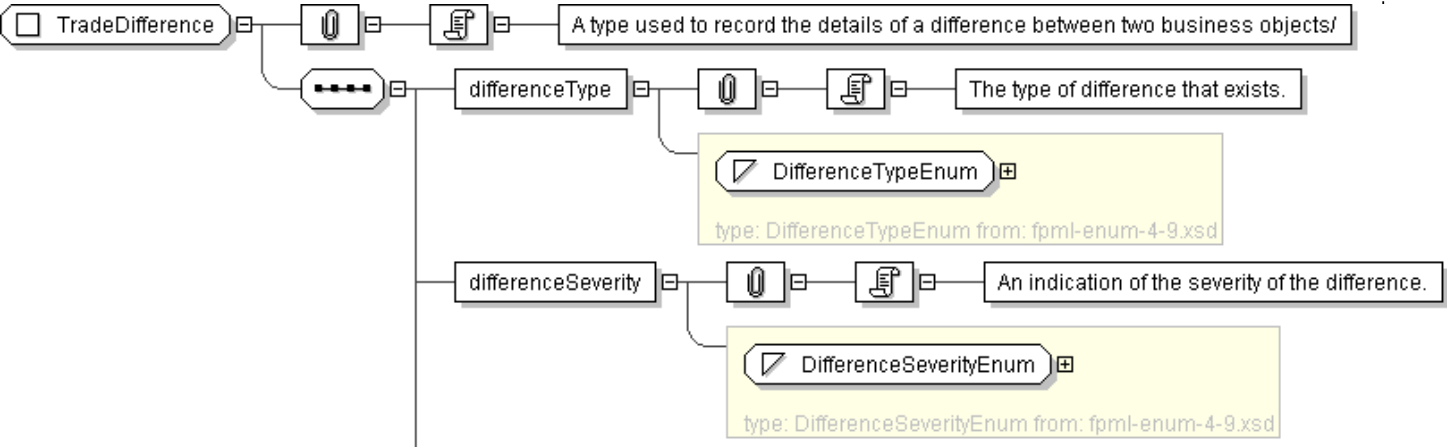 TradeDifference
A type used to record the details of a difference between two business objects/
differenceType
The type of difference that exists.
DifferenceTypeEnum
type: DifferenceTypeEnum from: fpml-enum-4-9.xsd
differenceSeverity
An indication of the severity of the difference.
DifferenceSeverityEnum
type: DifferenceSeverityEnum from: fpml-enum-4-9.xsd